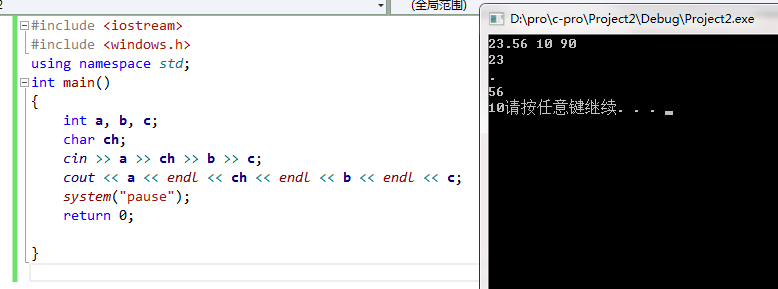 2
(全局范围)
#include <iostream>
#include <windows.h>
using namespace std;
int main()
{
    int a, b, c;
    char ch;
    cin >> a >> ch >> b >> c;
    cout << a << endl << ch << endl << b << endl << c;
    system("pause");
    return 0;
}
D:\pro\c-pro\Project2\Debug\Project2.exe
23.56 10 90
23
.
56
10请按任意键继续. . .